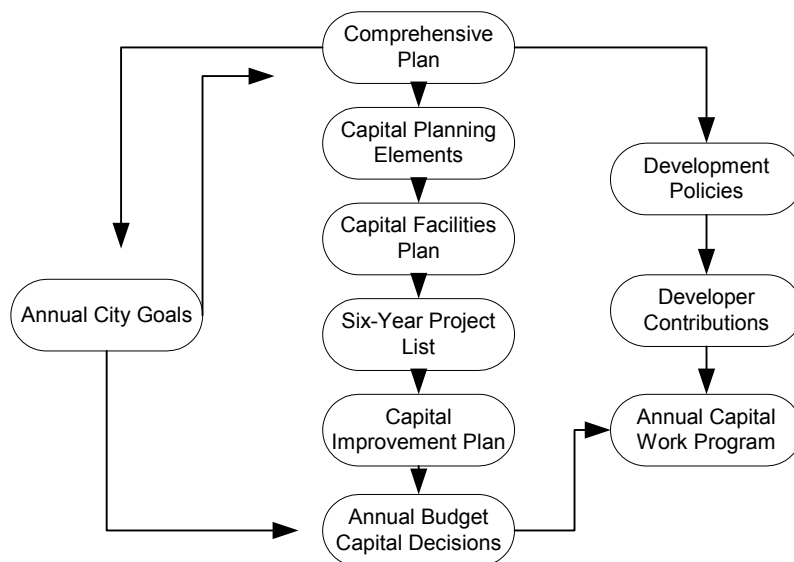 Comprehensive
Plan
Capital Planning
Elements
Development
Policies
Capital Facilities
Plan
Annual City Goals
Developer
Contributions
Six-Year Project
List
Capital
Improvement Plan
Annual Capital
Work Program
Annual Budget
Capital Decisions